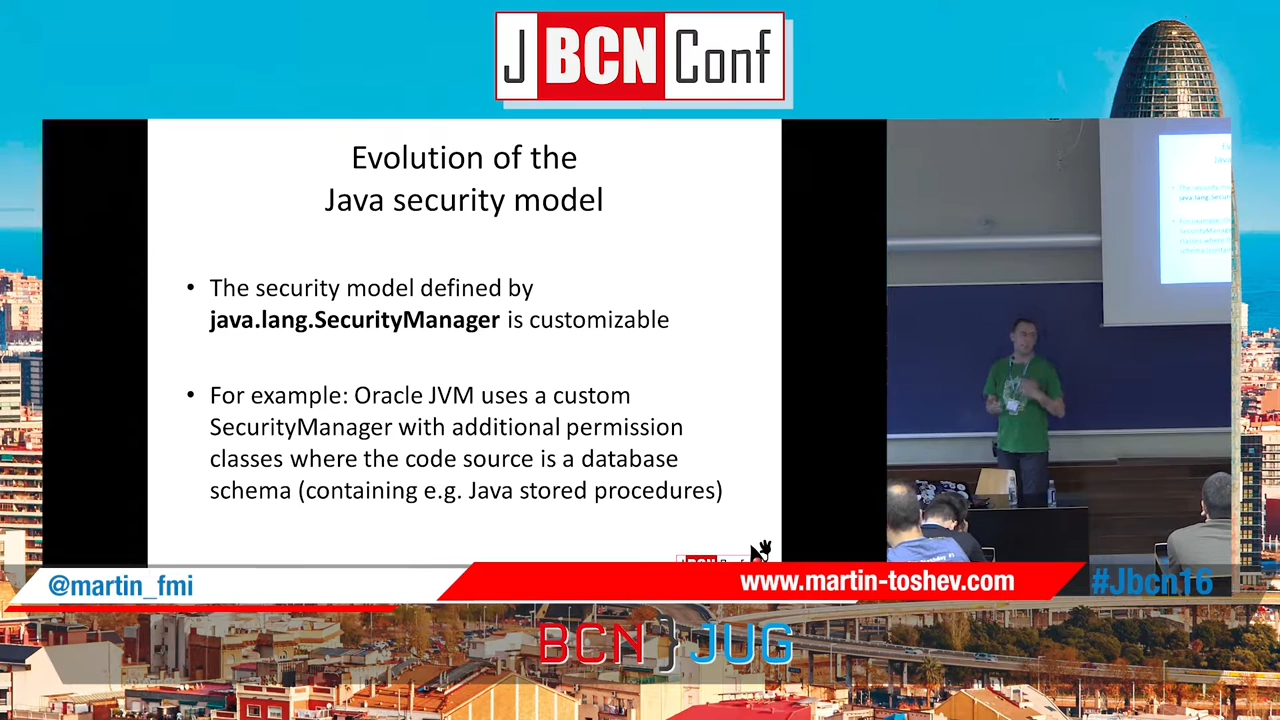 J BCN Conf
Evolution of the
Java security model
• The security model defined by
java.lang.SecurityManager is customizable
• For example: Oracle JVM uses a custom
SecurityManager with additional permission
classes where the code source is a database
schema (containing e.g. Java stored procedures)
@martin_fmi
www.martin-toshev.com
#Jbcn16
BCN JUG